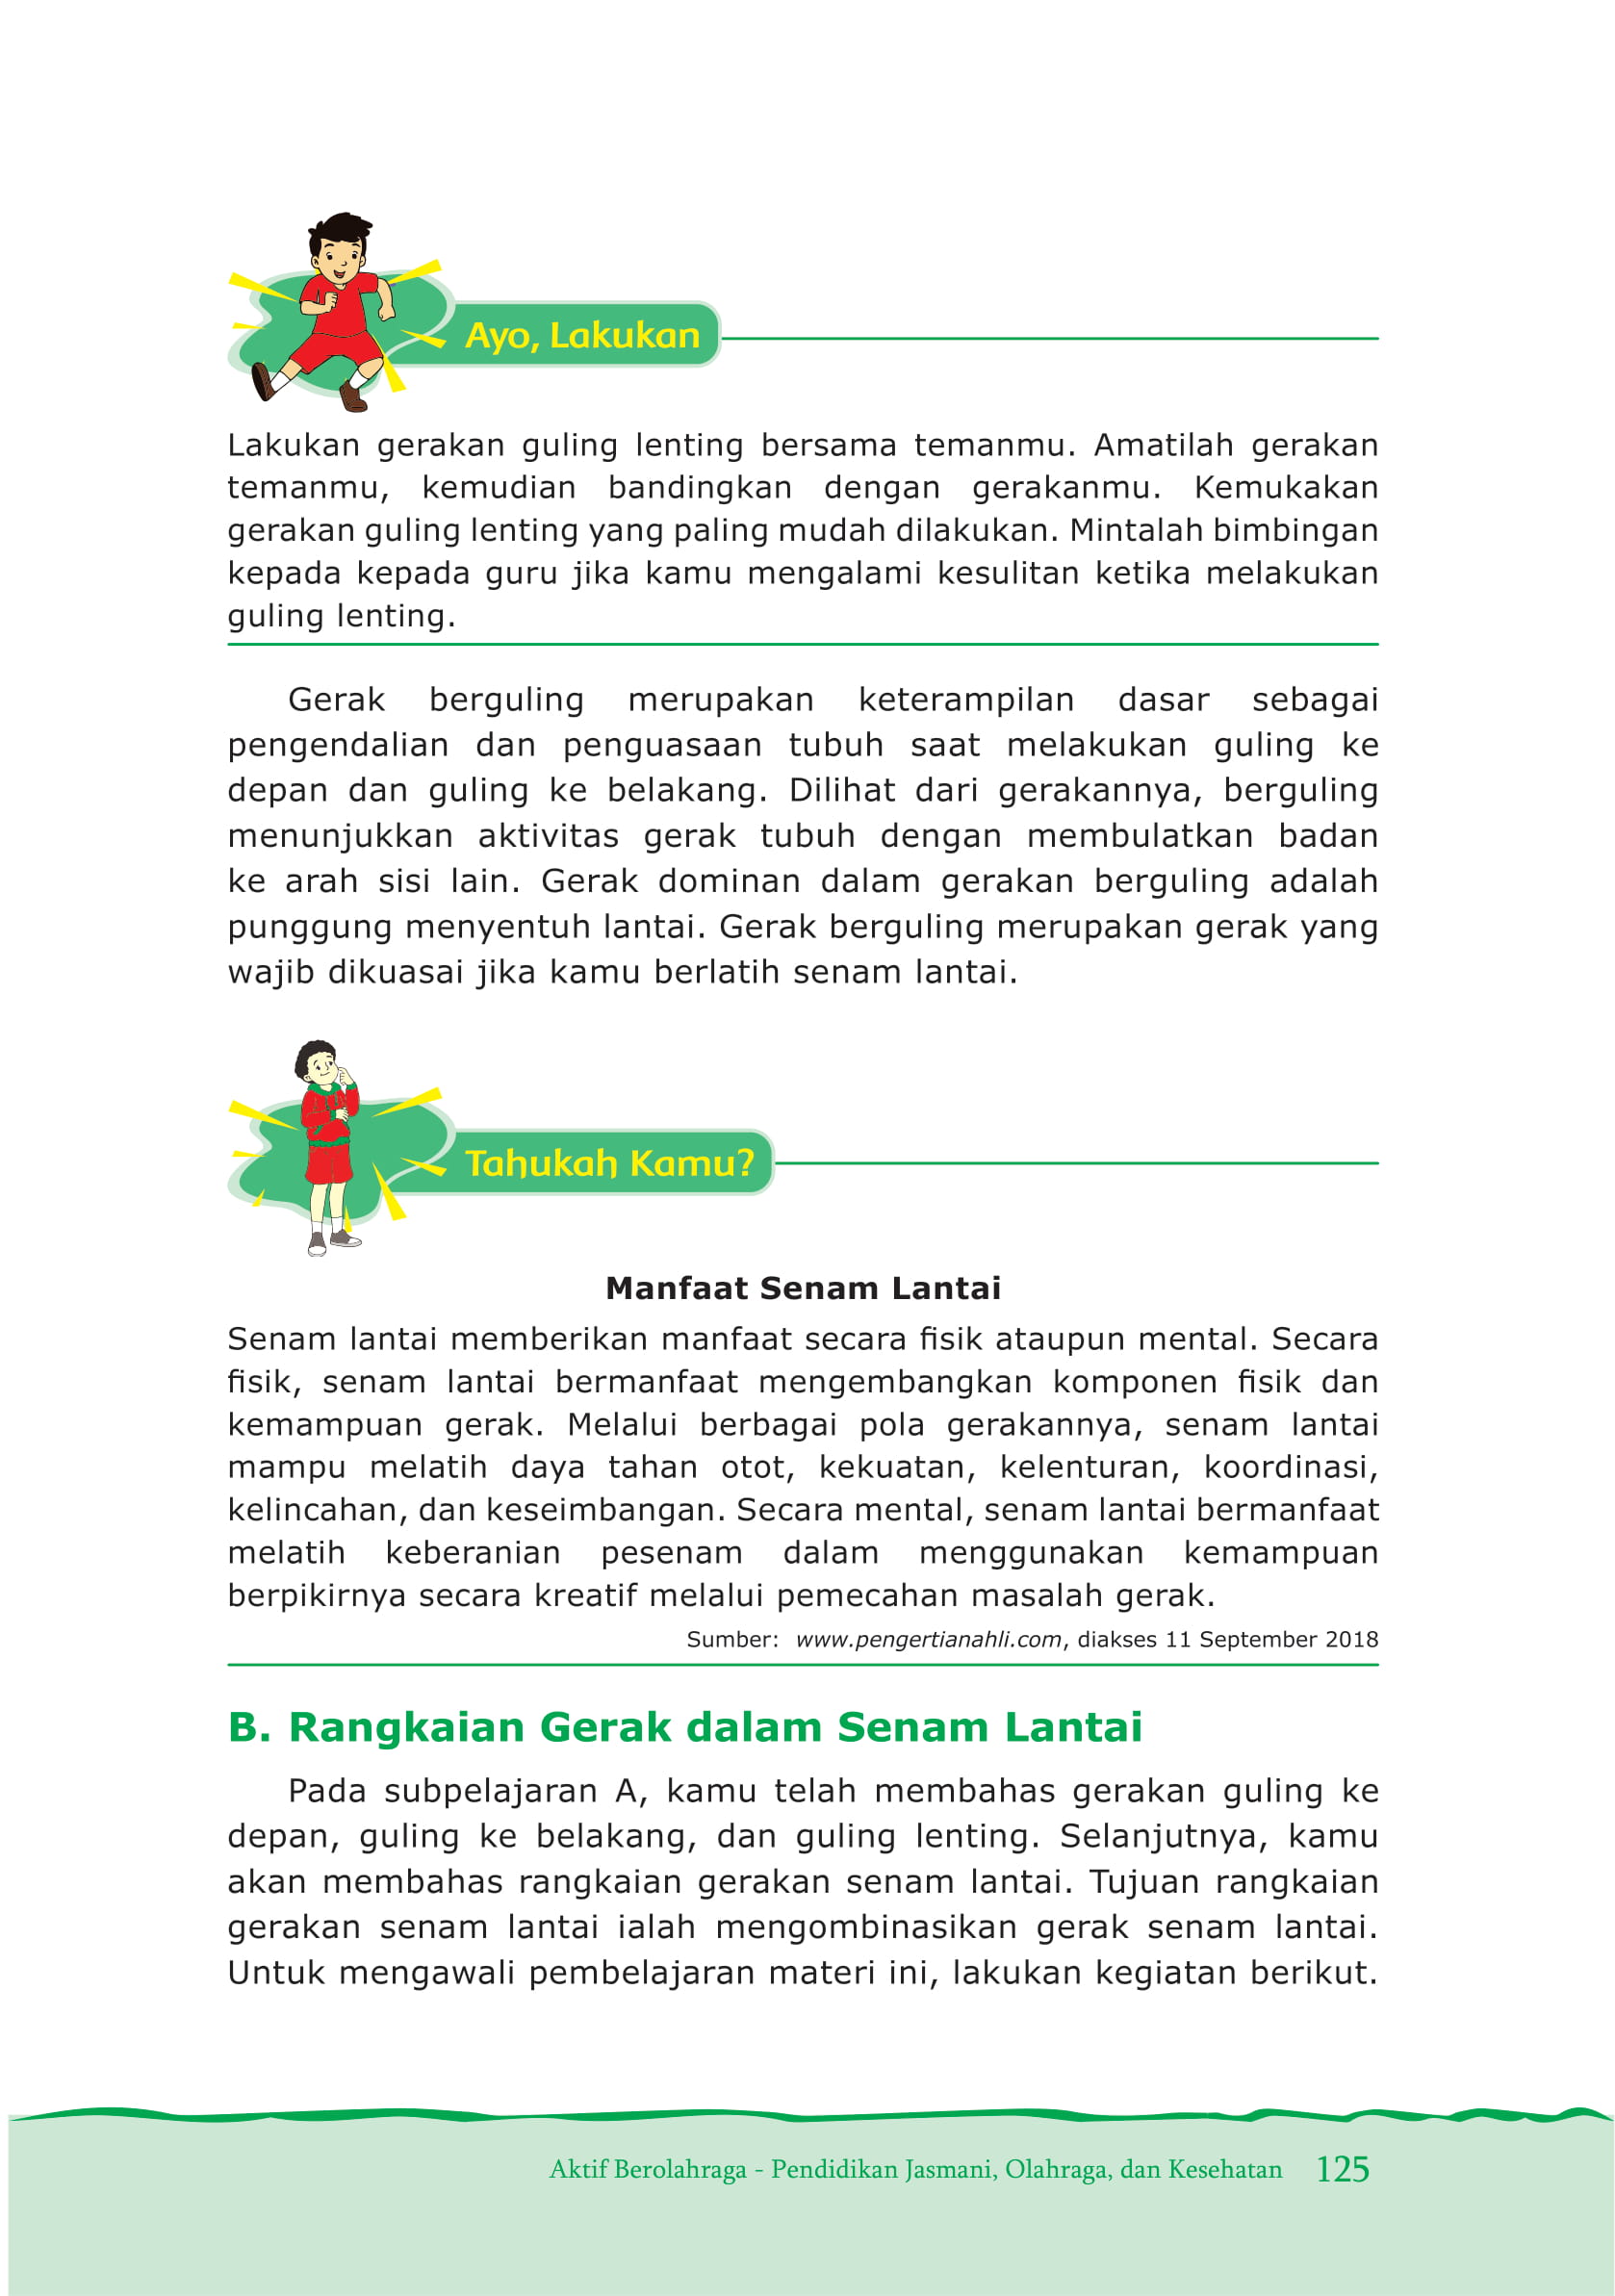 Ayo, Lakukan
Lakukan gerakan guling lenting bersama temanmu. Amatilah gerakan
temanmu, kemudian bandingkan dengan gerakanmu. Kemukakan
gerakan guling lenting yang paling mudah dilakukan. Mintalah bimbingan
kepada kepada guru jika kamu mengalami kesulitan ketika melakukan
guling lenting.
Gerak berguling merupakan keterampilan dasar sebagai
pengendalian dan penguasaan tubuh saat melakukan guling ke
depan dan guling ke belakang. Dilihat dari gerakannya, berguling
menunjukkan aktivitas gerak tubuh dengan membulatkan badan
ke arah sisi lain. Gerak dominan dalam gerakan berguling adalah
punggung menyentuh lantai. Gerak berguling merupakan gerak yang
wajib dikuasai jika kamu berlatih senam lantai.
Tahukah Kamu?
Manfaat Senam Lantai
Senam lantai memberikan manfaat secara fisik ataupun mental. Secara
fisik, senam lantai bermanfaat mengembangkan komponen fisik dan
kemampuan gerak. Melalui berbagai pola gerakannya, senam lantai
mampu melatih daya tahan otot, kekuatan, kelenturan, koordinasi,
kelincahan, dan keseimbangan. Secara mental, senam lantai bermanfaat
melatih keberanian pesenam dalam menggunakan kemampuan
berpikirnya secara kreatif melalui pemecahan masalah gerak.
Sumber: www.pengertianahli.com, diakses 11 September 2018
B. Rangkaian Gerak dalam Senam Lantai
Pada subpelajaran A, kamu telah membahas gerakan guling ke
depan, guling ke belakang, dan guling lenting. Selanjutnya, kamu
akan membahas rangkaian gerakan senam lantai. Tujuan rangkaian
gerakan senam lantai ialah mengombinasikan gerak senam lantai.
Untuk mengawali pembelajaran materi ini, lakukan kegiatan berikut.
Aktif Berolahraga - Pendidikan Jasmani, Olahraga, dan Kesehatan 125